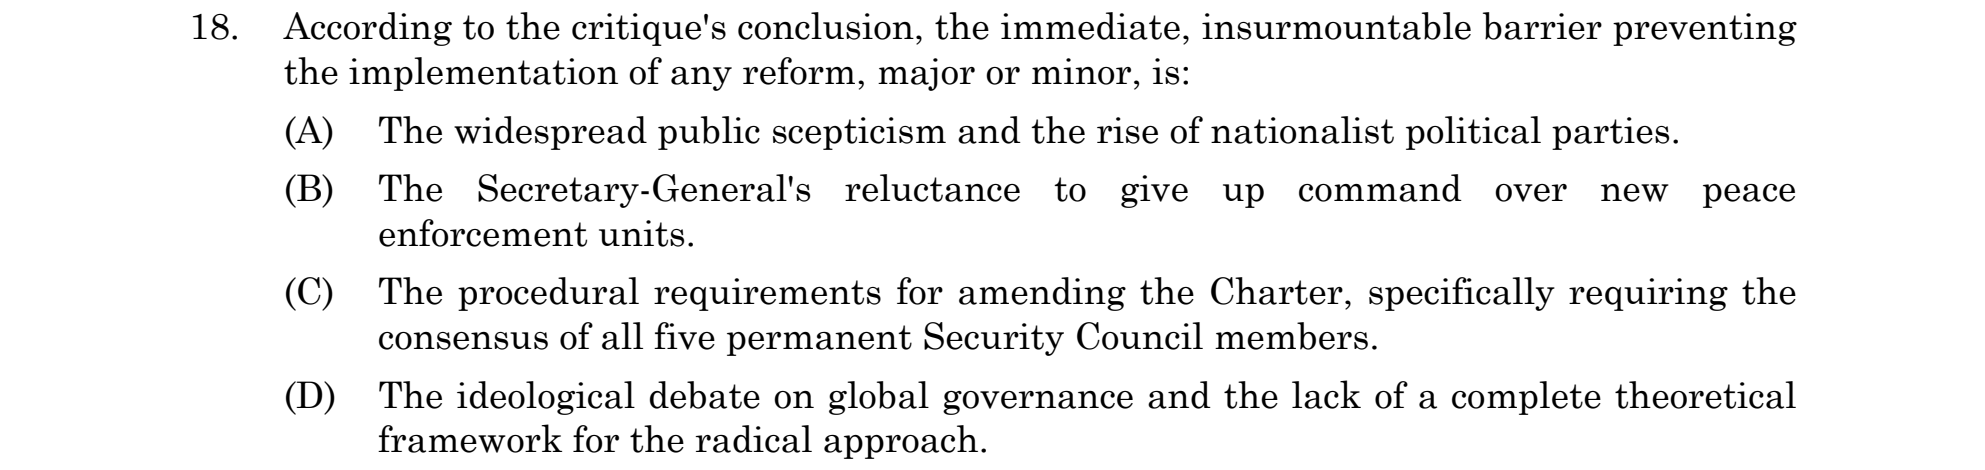 18. According to the critique's conclusion, the immediate, insurmountable barrier preventing
the implementation of any reform, major or minor, is:
(A) The widespread public scepticism and the rise of nationalist political parties.
(B) The Secretary-General's reluctance to give up command over new peace
enforcement units.
(C) The procedural requirements for amending the Charter, specifically requiring the
consensus of all five permanent Security Council members.
(D) The ideological debate on global governance and the lack of a complete theoretical
framework for the radical approach.